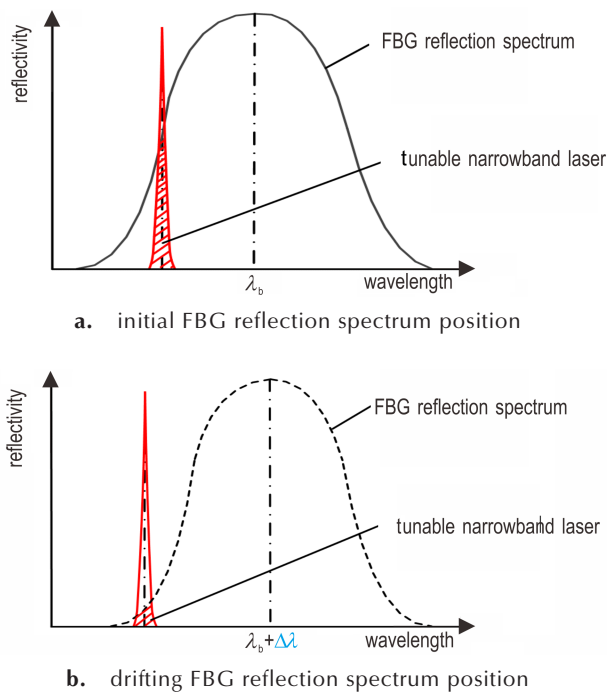 reflectivity
FBG reflection spectrum
tunable narrowband laser
λb
wavelength
a. initial FBG reflection spectrum position
reflectivity
FBG reflection spectrum
tunable narrowband laser
λb+Δλ
wavelength
b. drifting FBG reflection spectrum position